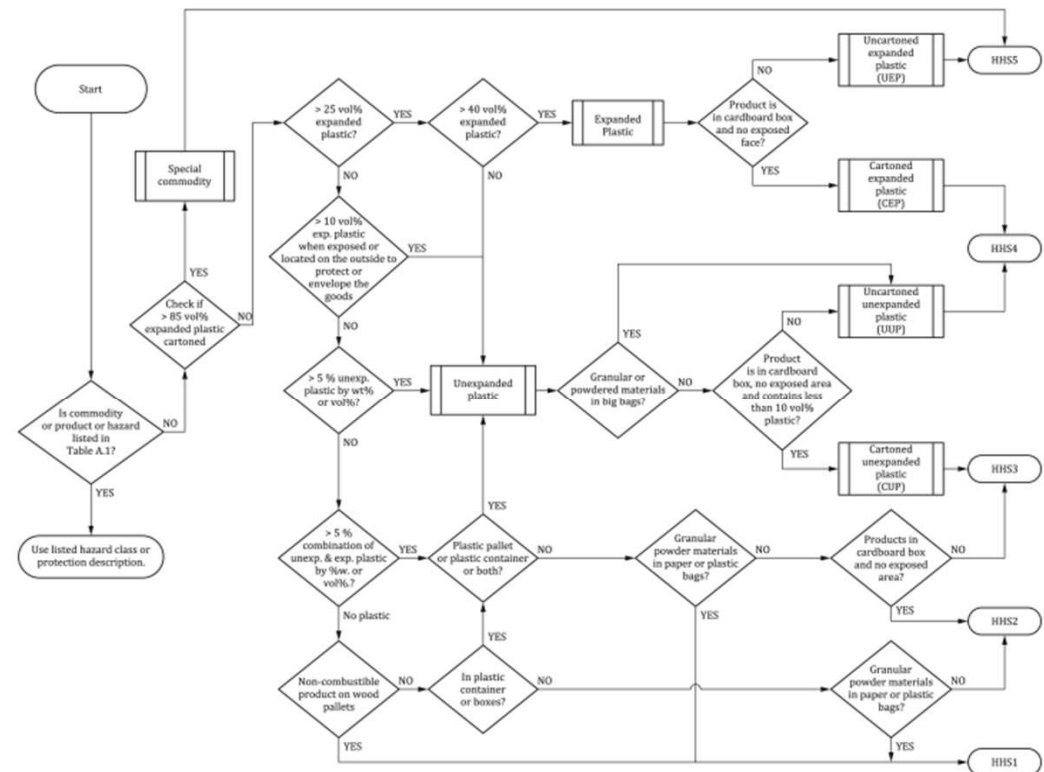 Start
Is commodity
or product or hazard
listed in
Table A.1?
NO
YES
Use listed hazard class or
protection description.
Check if
> 85 vol%
expanded plastic
cartoned
YES
NO
Special
commodity
> 25 vol%
expanded
plastic?
YES
NO
> 40 vol%
expanded
plastic?
YES
NO
Expanded
Plastic
Product is
in cardboard box
and no exposed
face?
NO
YES
Uncartoned
expanded
plastic
(UEP)
HHS5
Cartoned
expanded
plastic
(CEP)
HHS4
> 10 vol%
exp. plastic
when exposed or
located on the outside to
protect or
envelope the
goods
YES
NO
> 5 % unexp.
plastic by wt%
or vol%?
YES
NO
Unexpanded
plastic
Granular or
powdered materials
in big bags?
YES
NO
Product
is in cardboard
box, no exposed area
and contains less
than 10 vol%
plastic?
NO
YES
Uncartoned
unexpanded
plastic
(UUP)
Cartoned
unexpanded
plastic
(CUP)
HHS3
> 5 %
combination of
unexp. & exp. plastic
by %w. or
vol%.?
YES
No plastic
Plastic pallet
or plastic container
or both?
YES
NO
Granular
powder materials
in paper or plastic
bags?
NO
YES
Products in
cardboard box
and no exposed
area?
NO
YES
HHS2
Non-combustible
product on wood
pallets
NO
YES
In plastic
container
or boxes?
YES
NO
Granular
powder materials
in paper or plastic
bags?
NO
YES
HHS1